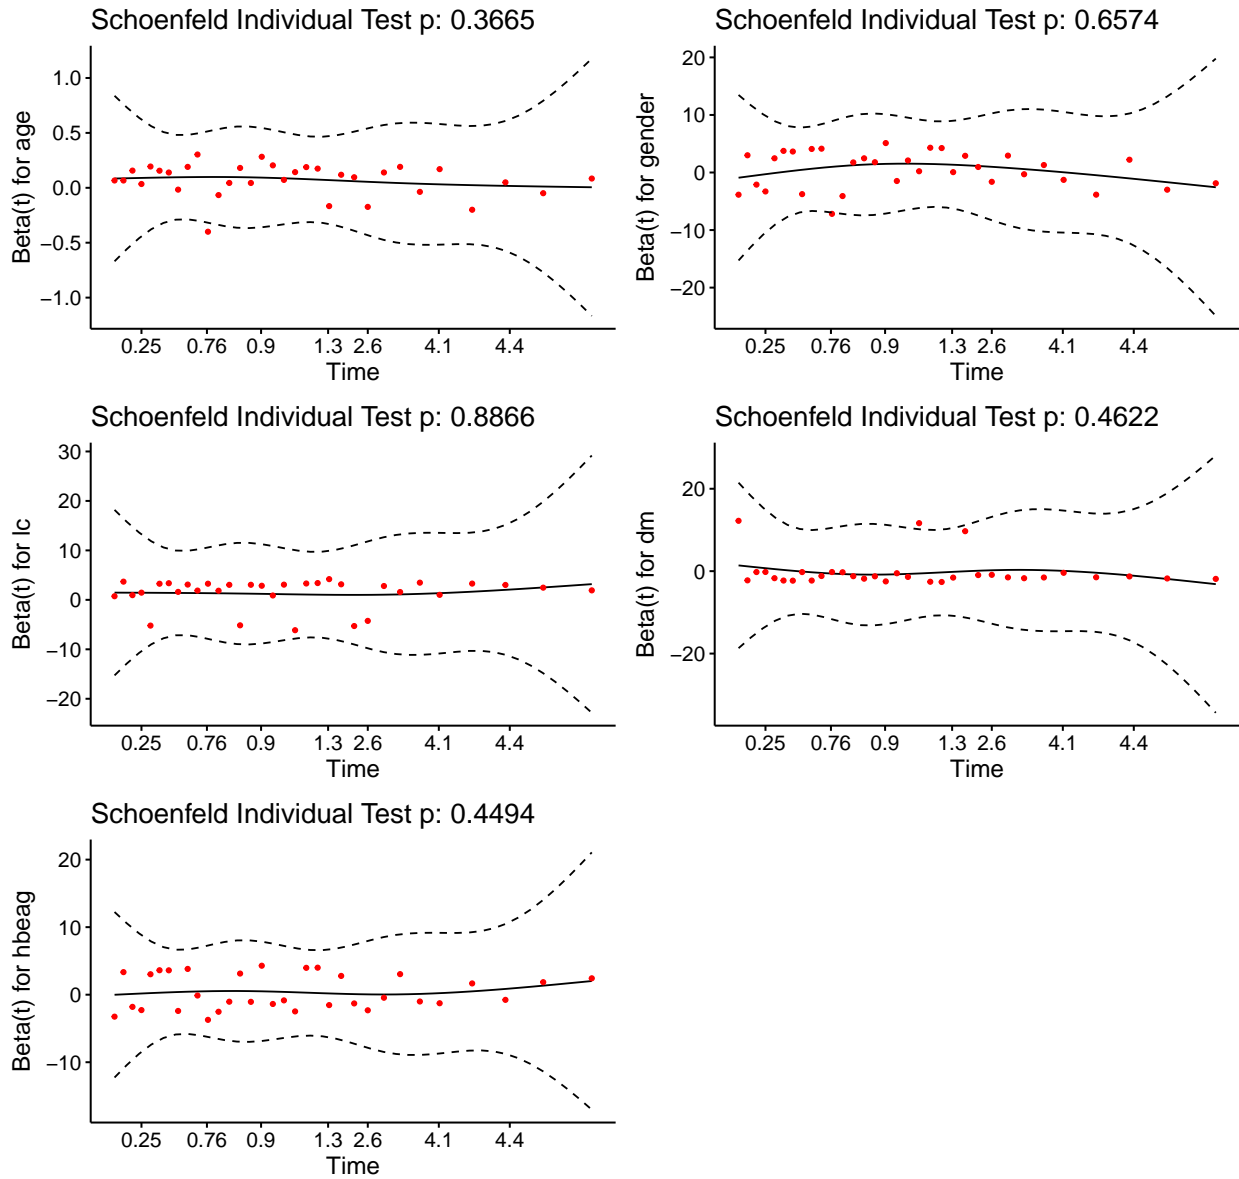 Schoenfeld Individual Test p: 0.3665
Beta(t) for age
1.0
0.5
0.0
−0.5
−1.0
0.25 0.76 0.9 1.3 2.6 4.1 4.4
Time
Schoenfeld Individual Test p: 0.6574
Beta(t) for gender
20
10
0
−10
−20
0.25 0.76 0.9 1.3 2.6 4.1 4.4
Time
Schoenfeld Individual Test p: 0.8866
Beta(t) for lc
30
20
10
0
−10
−20
0.25 0.76 0.9 1.3 2.6 4.1 4.4
Time
Schoenfeld Individual Test p: 0.4622
Beta(t) for dm
20
0
−20
0.25 0.76 0.9 1.3 2.6 4.1 4.4
Time
Schoenfeld Individual Test p: 0.4494
Beta(t) for hbeag
20
10
0
−10
0.25 0.76 0.9 1.3 2.6 4.1 4.4
Time